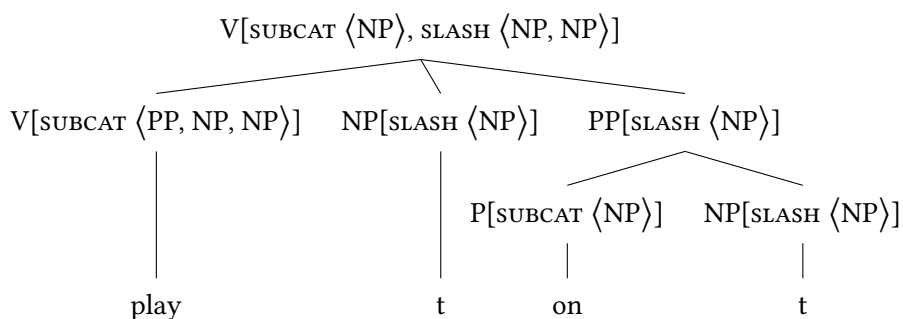 V[SUBCAT ⟨NP⟩, SLASH ⟨NP, NP⟩]
V[SUBCAT ⟨PP, NP, NP⟩] NP[SLASH ⟨NP⟩] PP[SLASH ⟨NP⟩]
P[SUBCAT ⟨NP⟩] NP[SLASH ⟨NP⟩]
play t on t